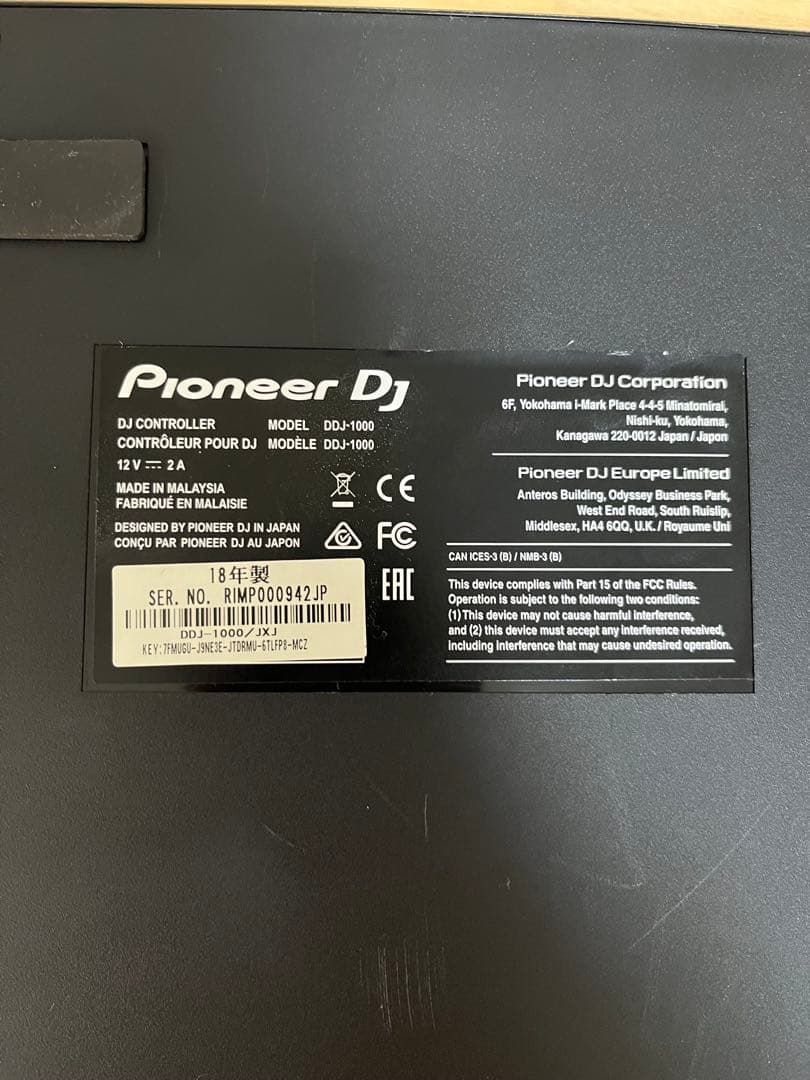 Pioneer Dj
DJ CONTROLLER MODEL DDJ-1000
CONTRÔLEUR POUR DJ MODÈLE DDJ-1000
12 V ⎓ 2 A
MADE IN MALAYSIA
FABRIQUÉ EN MALAISIE
CE
DESIGNED BY PIONEER DJ IN JAPAN
CONÇU PAR PIONEER DJ AU JAPON
FC
EAC
18年製
SER. NO. RIMP000942JP
DDJ-1000/JXJ
KEY:7FMUGU-J9NE3E-JTDRMU-6TLFP8-MCZ
Pioneer DJ Corporation
6F, Yokohama i-Mark Place 4-4-5 Minatomirai,
Nishi-ku, Yokohama,
Kanagawa 220-0012 Japan / Japon
Pioneer DJ Europe Limited
Anteros Building, Odyssey Business Park,
West End Road, South Ruislip,
Middlesex, HA4 6QQ, U.K. / Royaume Uni
CAN ICES-3 (B) / NMB-3 (B)
This device complies with Part 15 of the FCC Rules.
Operation is subject to the following two conditions:
(1) This device may not cause harmful interference,
and (2) this device must accept any interference received,
including interference that may cause undesired operation.